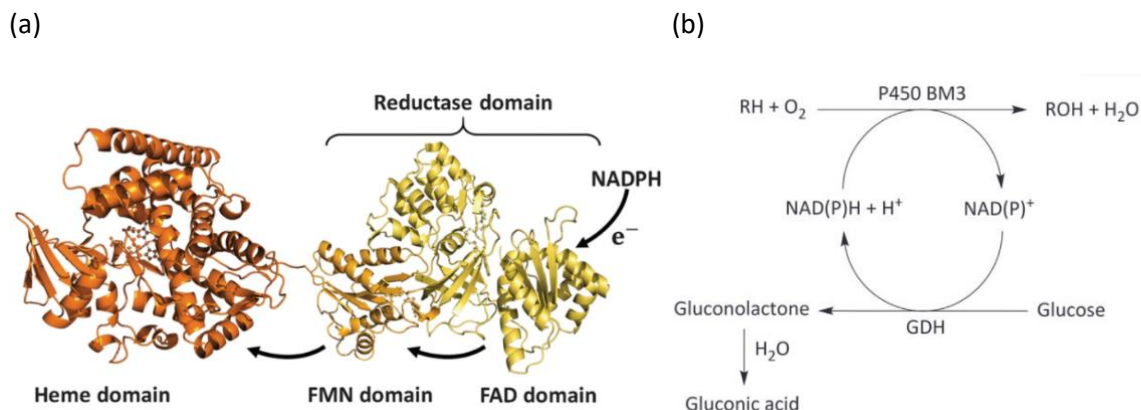 (a)
Reductase domain
NADPH
e⁻
Heme domain
FMN domain
FAD domain
(b)
P450 BM3
RH + O₂
ROH + H₂O
NAD(P)H + H⁺
NAD(P)⁺
Gluconolactone
Glucose
GDH
H₂O
Gluconic acid